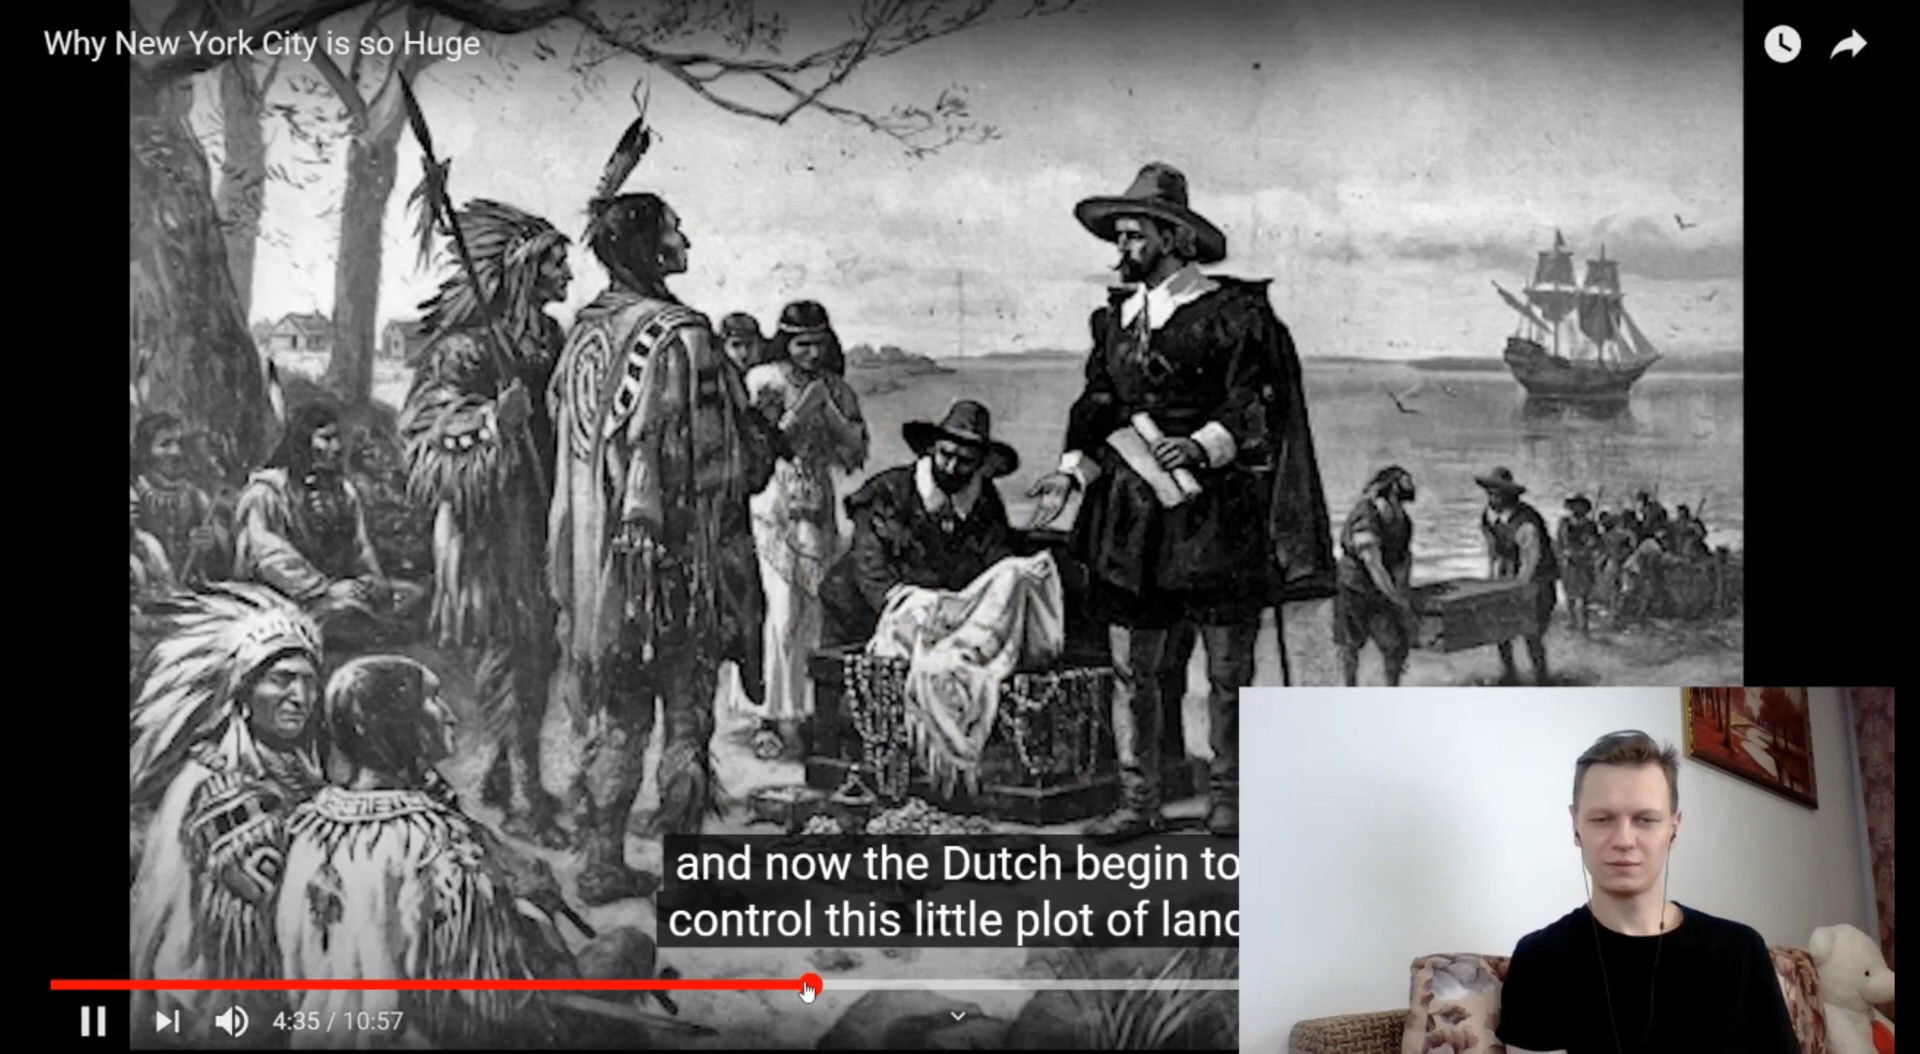 Why New York City is so Huge
and now the Dutch begin to
control this little plot of land
4:35 / 10:57